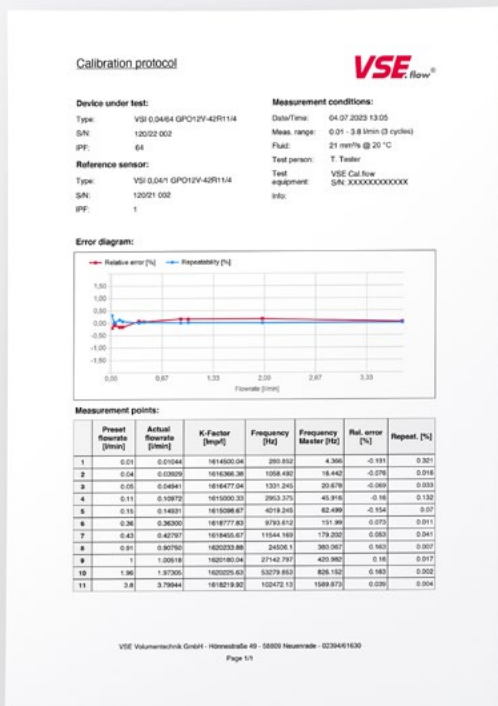 Calibration protocol
VSE.flow®
Device under test:
Type: VSI 0,04/64 GPO12V-42R11/4
S/N: 120/22 002
IPF: 64
Reference sensor:
Type: VSI 0,04/1 GPO12V-42R11/4
S/N: 120/21 002
IPF: 1
Measurement conditions:
Date/Time: 04.07.2023 13:05
Meas. range: 0.01 - 3.8 l/min (3 cycles)
Fluid: 21 mm²/s @ 20 °C
Test person: T. Tester
Test equipment: VSE Cal.flow
S/N: XXXXXXXXXXXX
Info:
Error diagram:
Relative error [%] Repeatability [%]
1,50
1,00
0,50
0,00
-0,50
-1,00
-1,50
0,00 0,67 1,33 2,00 2,67 3,33
Flowrate [l/min]
Measurement points:
Preset flowrate [l/min] Actual flowrate [l/min] K-Factor [Imp/l] Frequency [Hz] Frequency Master [Hz] Rel. error [%] Repeat. [%]
1 0.01 0.01044 1614500.04 280.852 4.366 -0.191 0.321
2 0.04 0.03929 1616366.38 1058.492 16.442 -0.076 0.016
3 0.05 0.04941 1616477.04 1331.245 20.678 -0.069 0.033
4 0.11 0.10972 1615000.33 2953.375 45.916 -0.16 0.132
5 0.15 0.14931 1615098.67 4019.245 62.499 -0.154 0.07
6 0.36 0.36300 1618777.83 9793.612 151.99 0.073 0.011
7 0.43 0.42797 1618455.67 11544.169 179.202 0.053 0.041
8 0.91 0.90750 1620233.88 24506.1 380.067 0.163 0.007
9 1 1.00518 1620180.04 27142.797 420.982 0.16 0.017
10 1.96 1.97305 1620225.63 53279.853 826.152 0.163 0.002
11 3.8 3.79944 1618219.92 102472.13 1589.873 0.039 0.004
VSE Volumentechnik GmbH - Hönnestraße 49 - 58809 Neuenrade - 02394/61630
Page 1/1